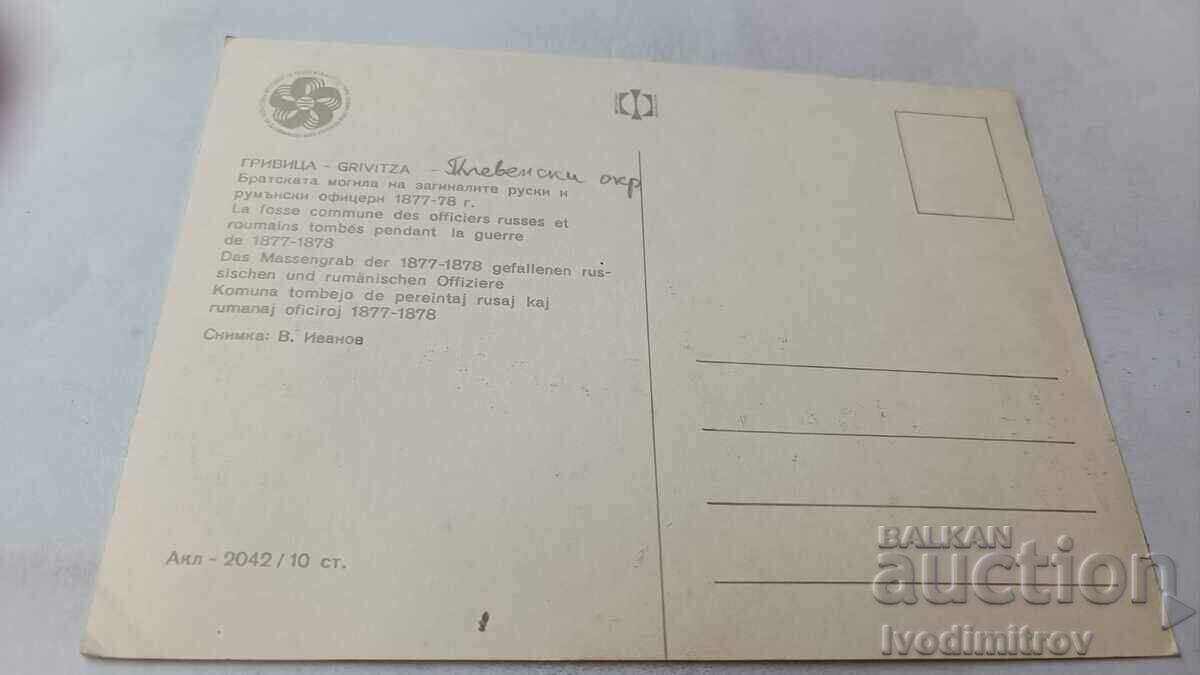 ГРИВИЦА - GRIVITZA - Плевенски окр
Братската могила на загиналите руски и
румънски офицери 1877-78 г.
La fosse commune des officiers russes et
roumains tombés pendant la guerre
de 1877-1878
Das Massengrab der 1877-1878 gefallenen rus-
sischen und rumänischen Offiziere
Komuna tombejo de pereintaj rusaj kaj
rumanaj oficiroj 1877-1878
Снимка: В. Иванов
Акл - 2042 / 10 ст.
BALKAN
auction
Ivodimitrov